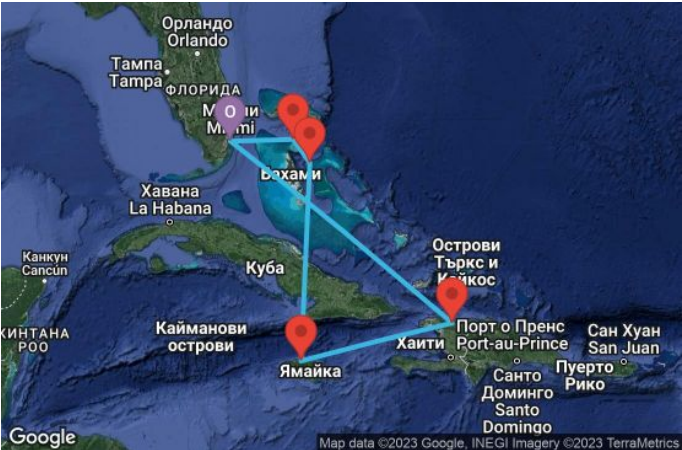 Орландо
Orlando
Тампа
Tampa
ФЛОРИДА
O
Miami
Бахами
Хавана
La Habana
Канкун
Cancún
Куба
Острови
Търкс и
Кайкос
КИНТАНА
РОО
Кайманови
острови
Ямайка
Хаити
Порт о Пренс
Port-au-Prince
Сан Хуан
San Juan
Пуерто
Рико
Санто
Доминго
Santo
Domingo
Google
Map data ©2023 Google, INEGI Imagery ©2023 TerraMetrics